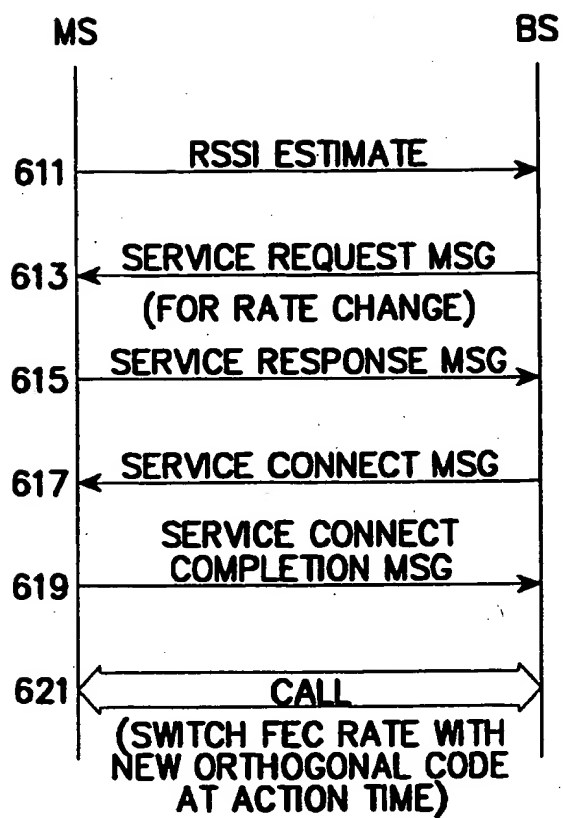 MS
BS
611
RSSI ESTIMATE
613
SERVICE REQUEST MSG
(FOR RATE CHANGE)
615
SERVICE RESPONSE MSG
617
SERVICE CONNECT MSG
SERVICE CONNECT
COMPLETION MSG
619
621
CALL
(SWITCH FEC RATE WITH
NEW ORTHOGONAL CODE
AT ACTION TIME)